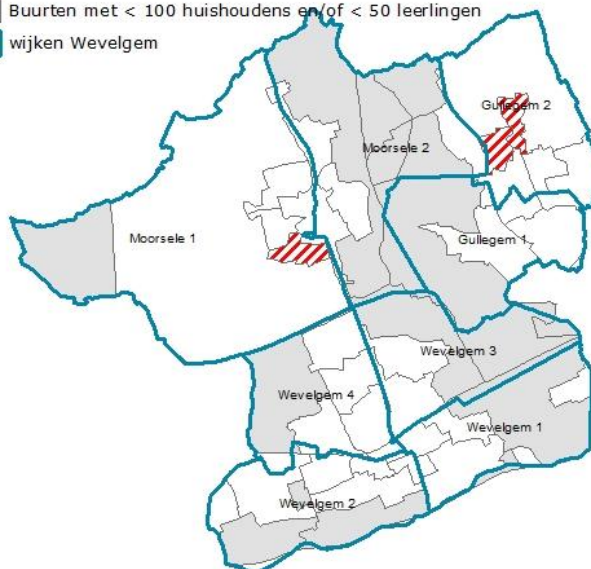 Buurten met < 100 huishoudens en/of < 50 leerlingen
wijken Wevelgem
Gullegem 2
Moorsele 2
Moorsele 1
Gullegem 1
Wevelgem 3
Wevelgem 4
Wevelgem 1
Wevelgem 2